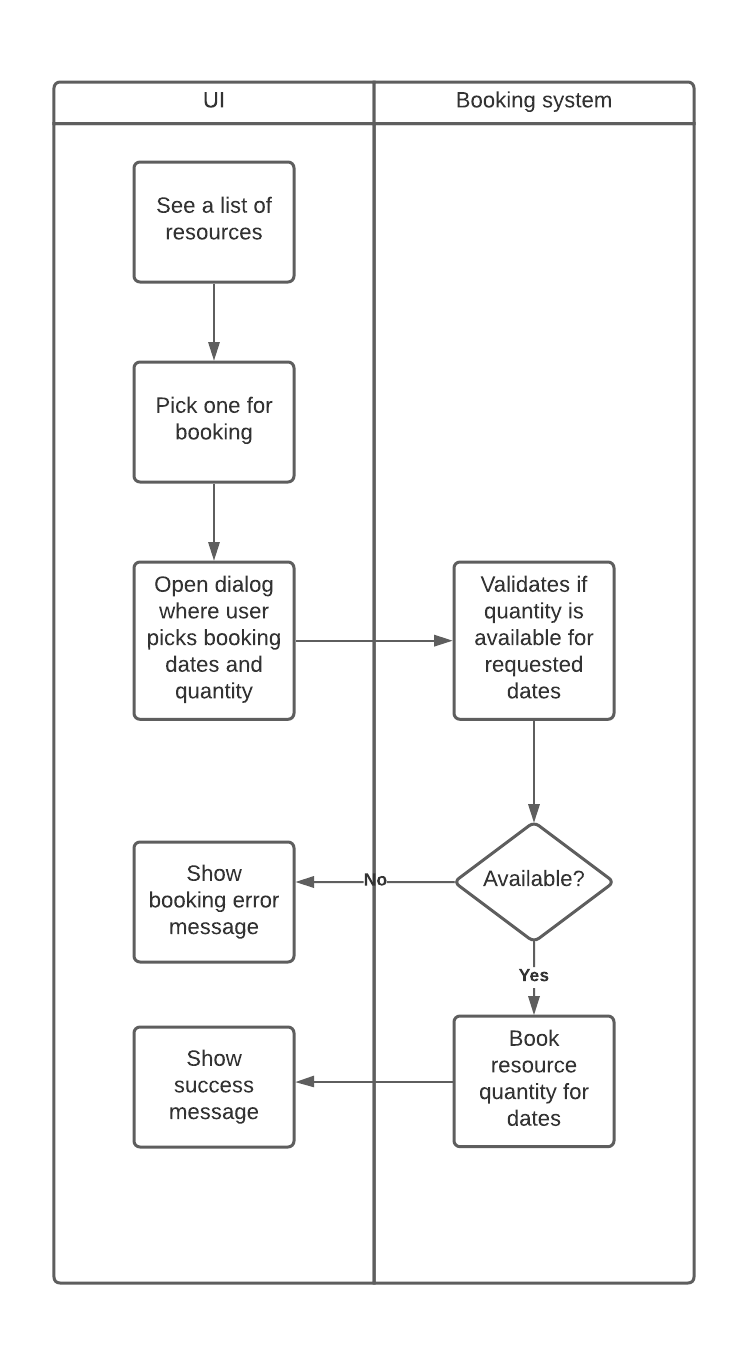 UI
Booking system
See a list of
resources
Pick one for
booking
Open dialog
where user
picks booking
dates and
quantity
Validates if
quantity is
available for
requested
dates
Available?
No
Show
booking error
message
Yes
Book
resource
quantity for
dates
Show
success
message